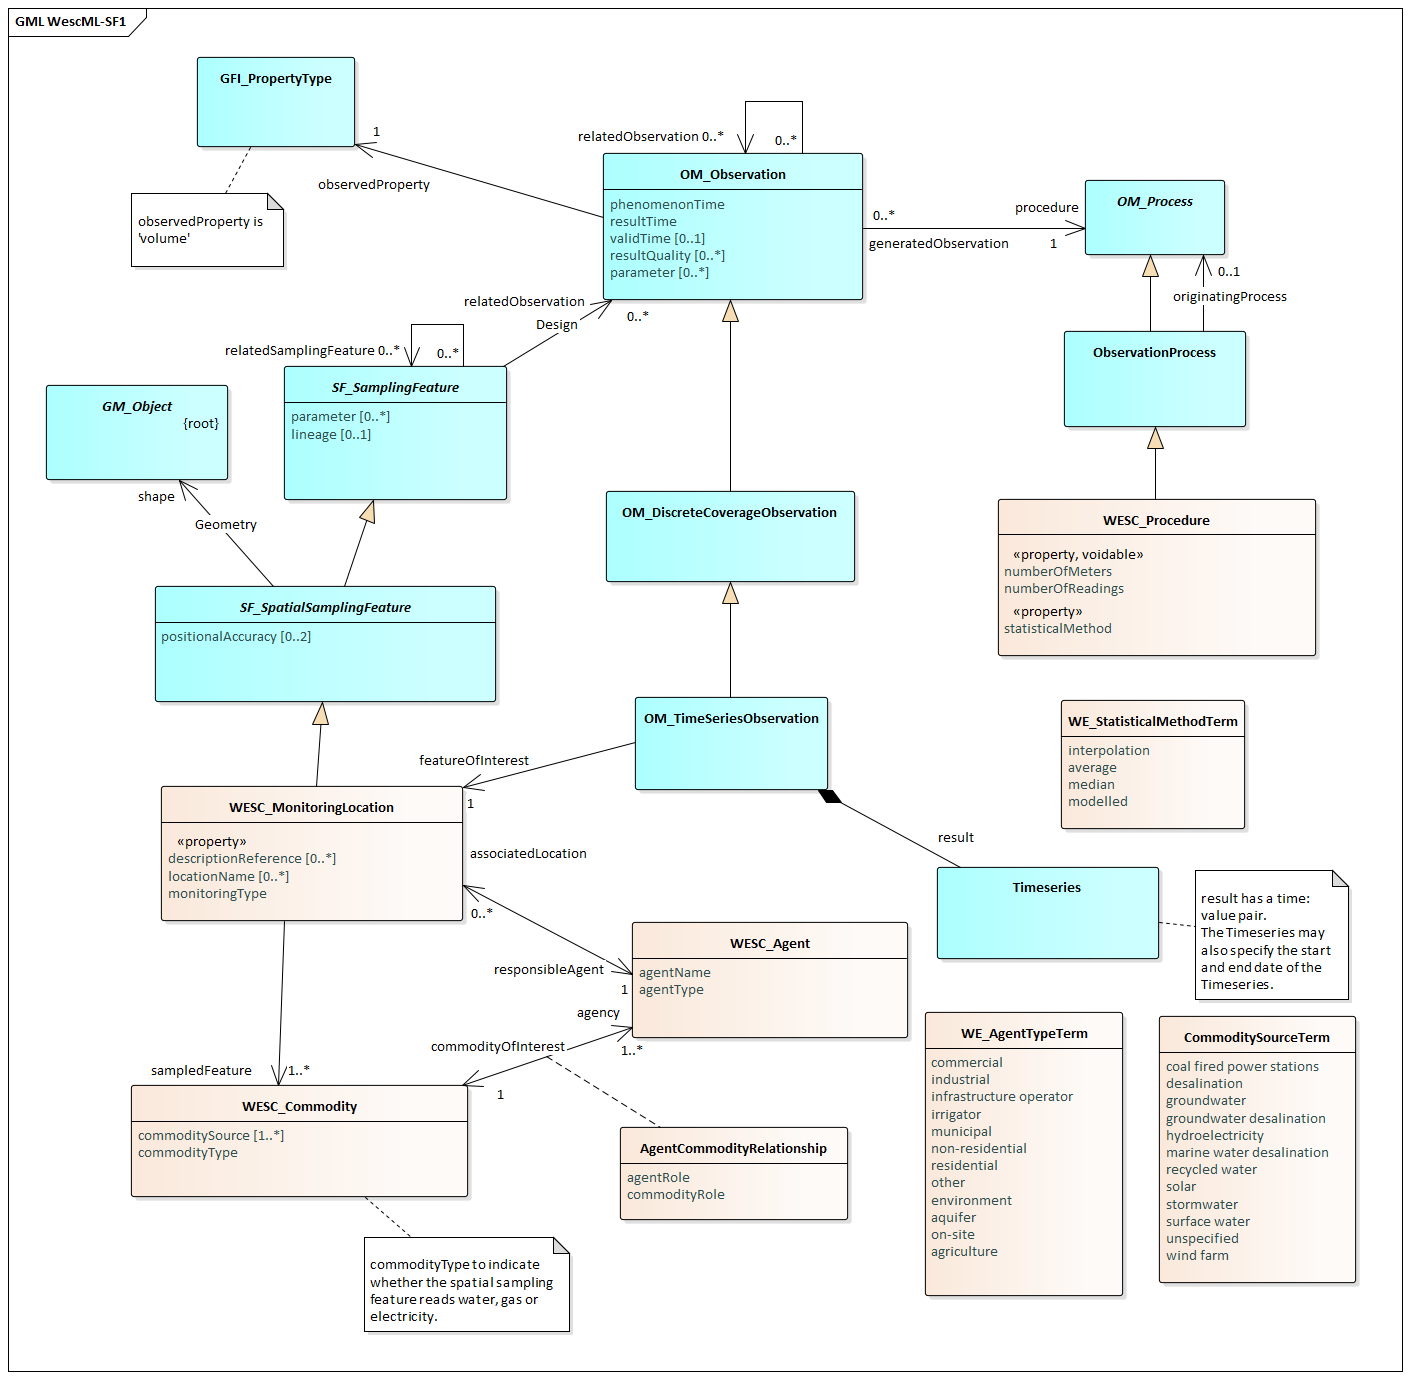 GML WescML-SF1
GFI_PropertyType
1
observedProperty
observedProperty is
'volume'
relatedObservation 0..*
0..*
OM_Observation
phenomenonTime
resultTime
validTime [0..1]
resultQuality [0..*]
parameter [0..*]
0..*
procedure
generatedObservation
1
OM_Process
0..1
originatingProcess
ObservationProcess
relatedObservation
Design
0..*
relatedSamplingFeature 0..*
0..*
SF_SamplingFeature
parameter [0..*]
lineage [0..1]
GM_Object
{root}
shape
Geometry
OM_DiscreteCoverageObservation
WESC_Procedure
«property, voidable»
numberOfMeters
numberOfReadings
«property»
statisticalMethod
SF_SpatialSamplingFeature
positionalAccuracy [0..2]
OM_TimeSeriesObservation
WE_StatisticalMethodTerm
interpolation
average
median
modelled
featureOfInterest
1
WESC_MonitoringLocation
«property»
descriptionReference [0..*]
locationName [0..*]
monitoringType
result
associatedLocation
0..*
Timeseries
result has a time:
value pair.
The Timeseries may
also specify the start
and end date of the
Timeseries.
WESC_Agent
agentName
agentType
responsibleAgent
1
agency
1..*
commodityOfInterest
1
sampledFeature
1..*
WESC_Commodity
commoditySource [1..*]
commodityType
AgentCommodityRelationship
agentRole
commodityRole
WE_AgentTypeTerm
commercial
industrial
infrastructure operator
irrigator
municipal
non-residential
residential
other
environment
aquifer
on-site
agriculture
CommoditySourceTerm
coal fired power stations
desalination
groundwater
groundwater desalination
hydroelectricity
marine water desalination
recycled water
solar
stormwater
surface water
unspecified
wind farm
commodityType to indicate
whether the spatial sampling
feature reads water, gas or
electricity.